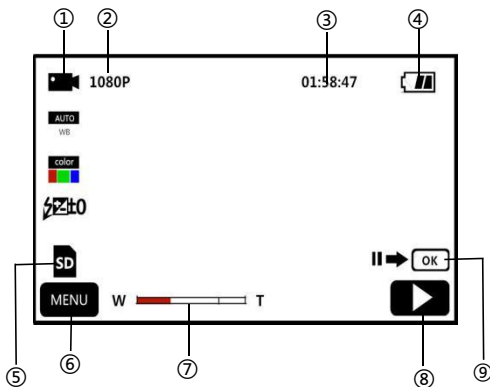 ① ② ③ ④
1080P 01:58:47
AUTO
WB
color
±0
SD
OK
MENU W T
⑤ ⑥ ⑦ ⑧ ⑨